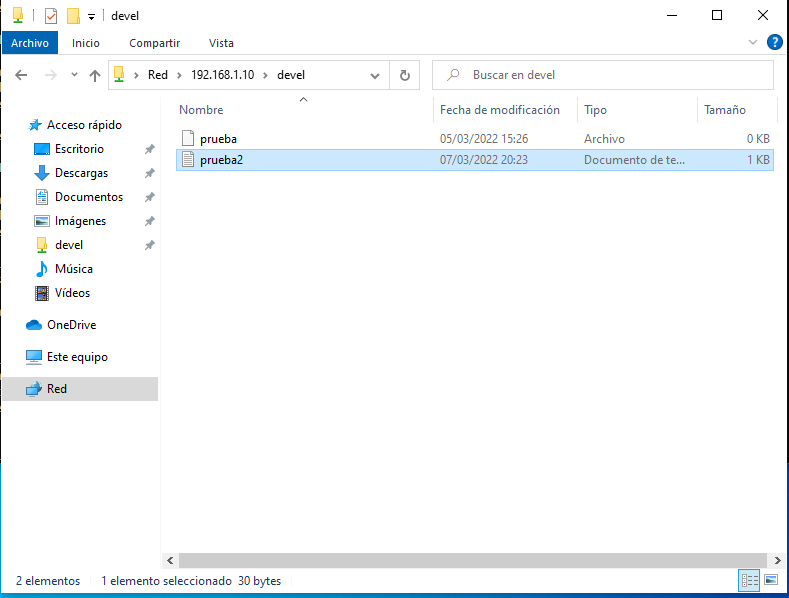 devel
Archivo Inicio Compartir Vista
Red 192.168.1.10 devel Buscar en devel
Nombre Fecha de modificación Tipo Tamaño
Acceso rápido
Escritorio
Descargas
Documentos
Imágenes
devel
Música
Vídeos
OneDrive
Este equipo
Red
prueba 05/03/2022 15:26 Archivo 0 KB
prueba2 07/03/2022 20:23 Documento de te... 1 KB
2 elementos 1 elemento seleccionado 30 bytes